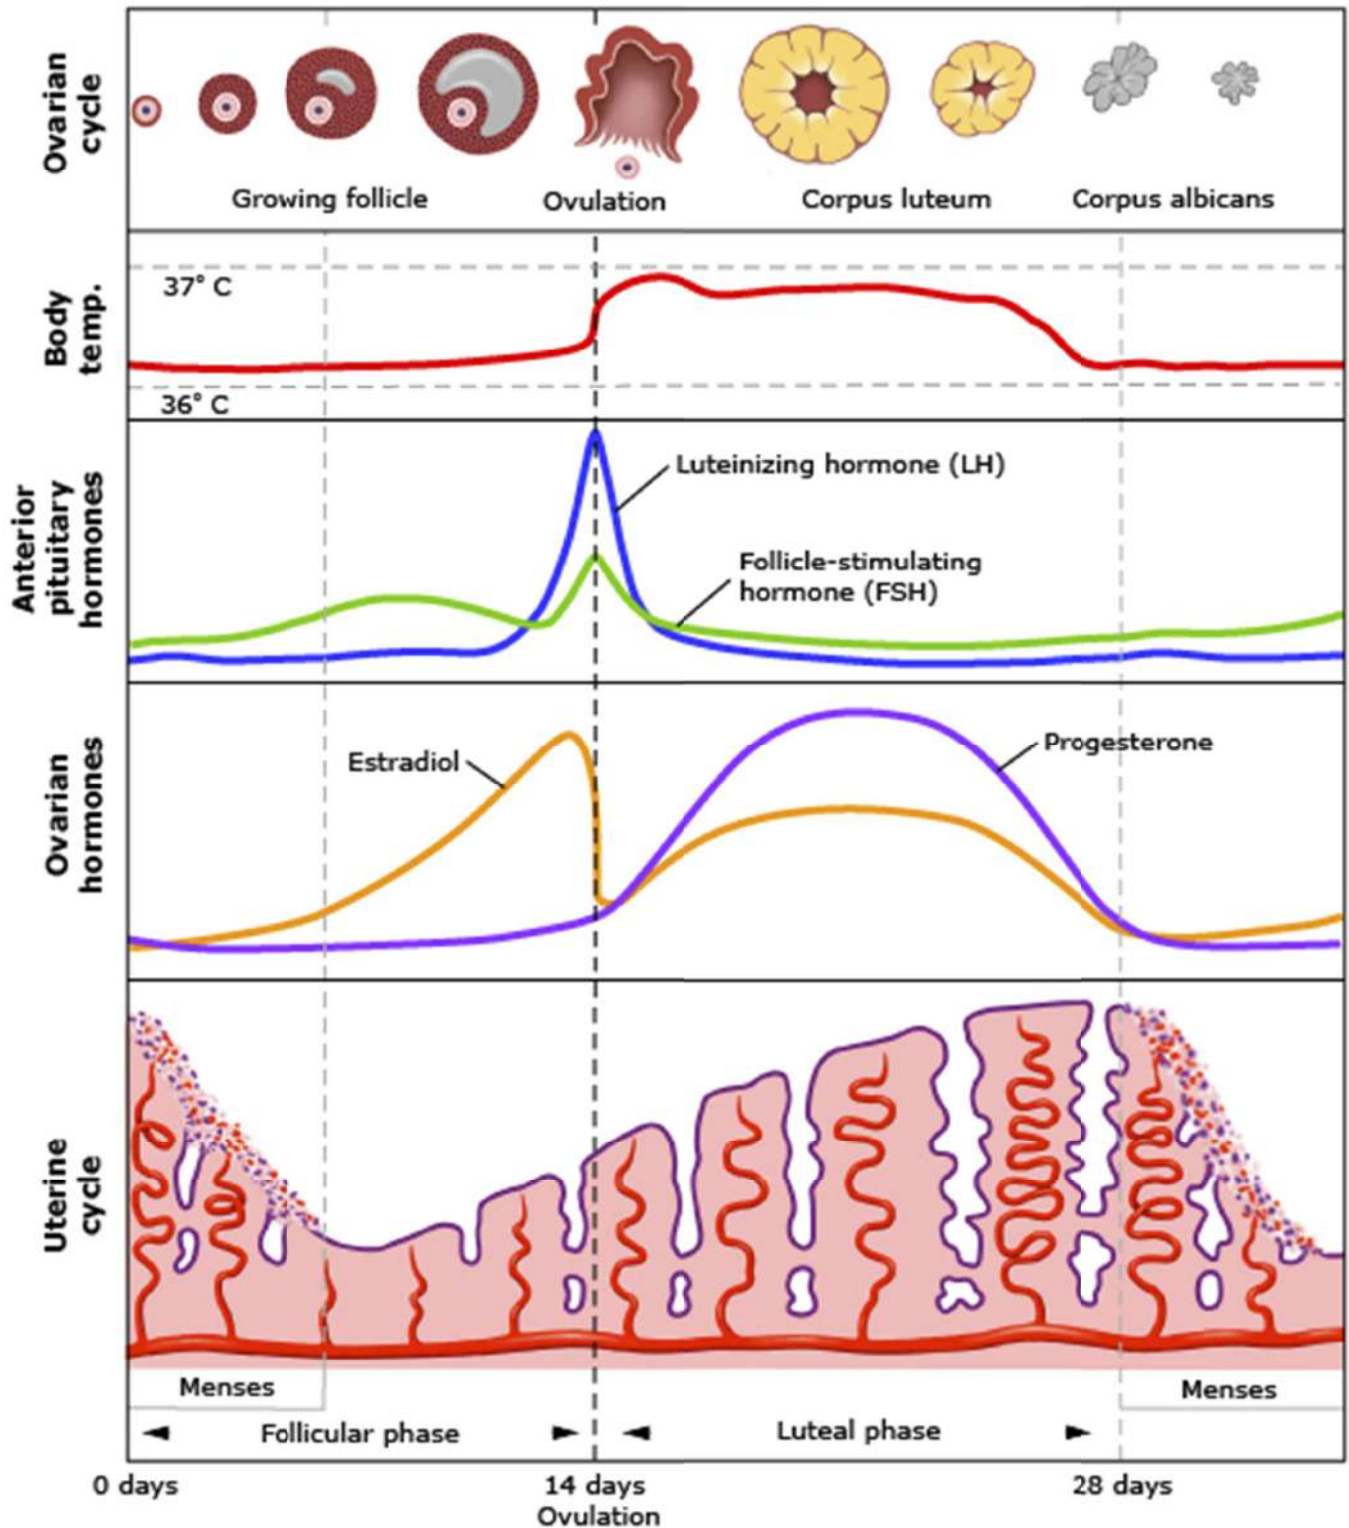 Ovarian
cycle
Growing follicle
Ovulation
Corpus luteum
Corpus albicans
Body
temp.
37° C
36° C
Anterior
pituitary
hormones
Luteinizing hormone (LH)
Follicle-stimulating
hormone (FSH)
Ovarian
hormones
Estradiol
Progesterone
Uterine
cycle
Menses
Menses
Follicular phase
Luteal phase
0 days
14 days
28 days
Ovulation